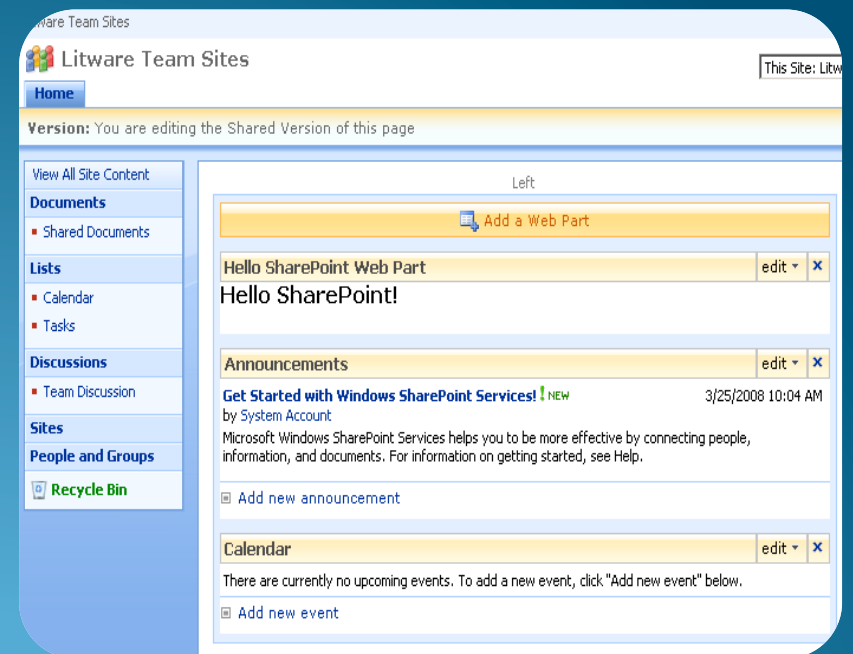 ware Team Sites
Litware Team Sites
This Site: Litw
Home
Version: You are editing the Shared Version of this page
View All Site Content
Documents
Shared Documents
Lists
Calendar
Tasks
Discussions
Team Discussion
Sites
People and Groups
Recycle Bin
Left
Add a Web Part
Hello SharePoint Web Part edit
Hello SharePoint!
Announcements edit
Get Started with Windows SharePoint Services! ! NEW 3/25/2008 10:04 AM
by System Account
Microsoft Windows SharePoint Services helps you to be more effective by connecting people,
information, and documents. For information on getting started, see Help.
Add new announcement
Calendar edit
There are currently no upcoming events. To add a new event, click "Add new event" below.
Add new event